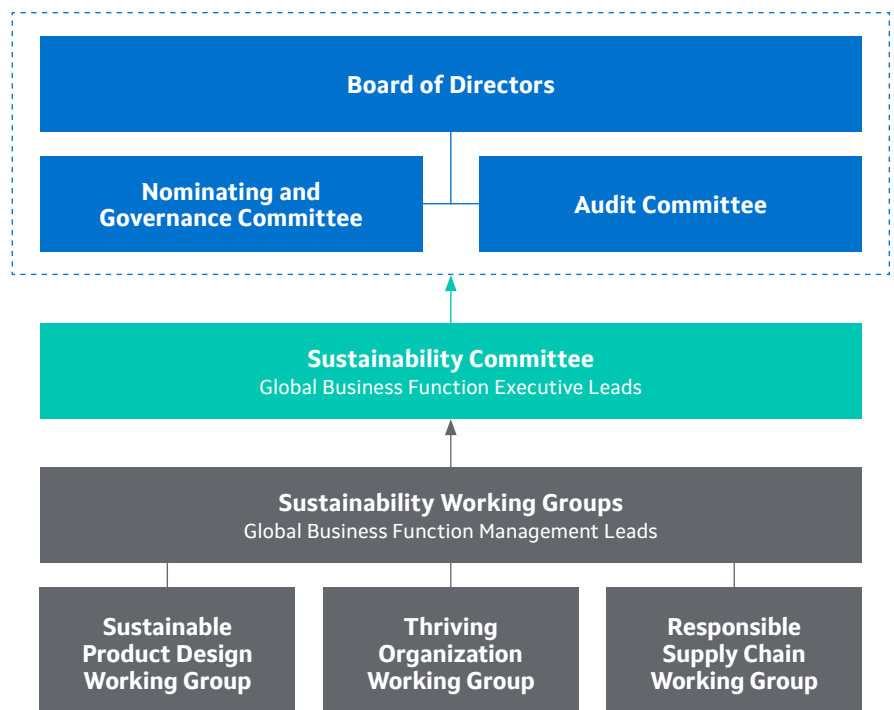 Board of Directors
Nominating and
Governance Committee
Audit Committee
Sustainability Committee
Global Business Function Executive Leads
Sustainability Working Groups
Global Business Function Management Leads
Sustainable
Product Design
Working Group
Thriving
Organization
Working Group
Responsible
Supply Chain
Working Group